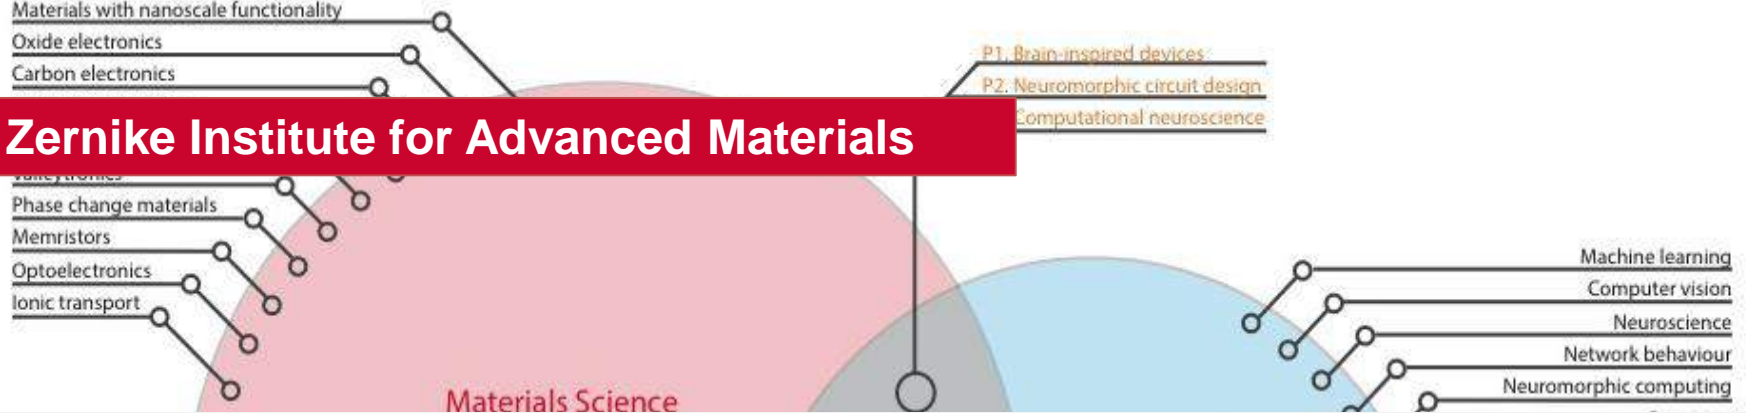 Materials with nanoscale functionality
Oxide electronics
Carbon electronics
P1. Brain-inspired devices
P2. Neuromorphic circuit design
Computational neuroscience
Zernike Institute for Advanced Materials
Valleytronics
Phase change materials
Memristors
Optoelectronics
Ionic transport
Machine learning
Computer vision
Neuroscience
Network behaviour
Neuromorphic computing
Materials Science